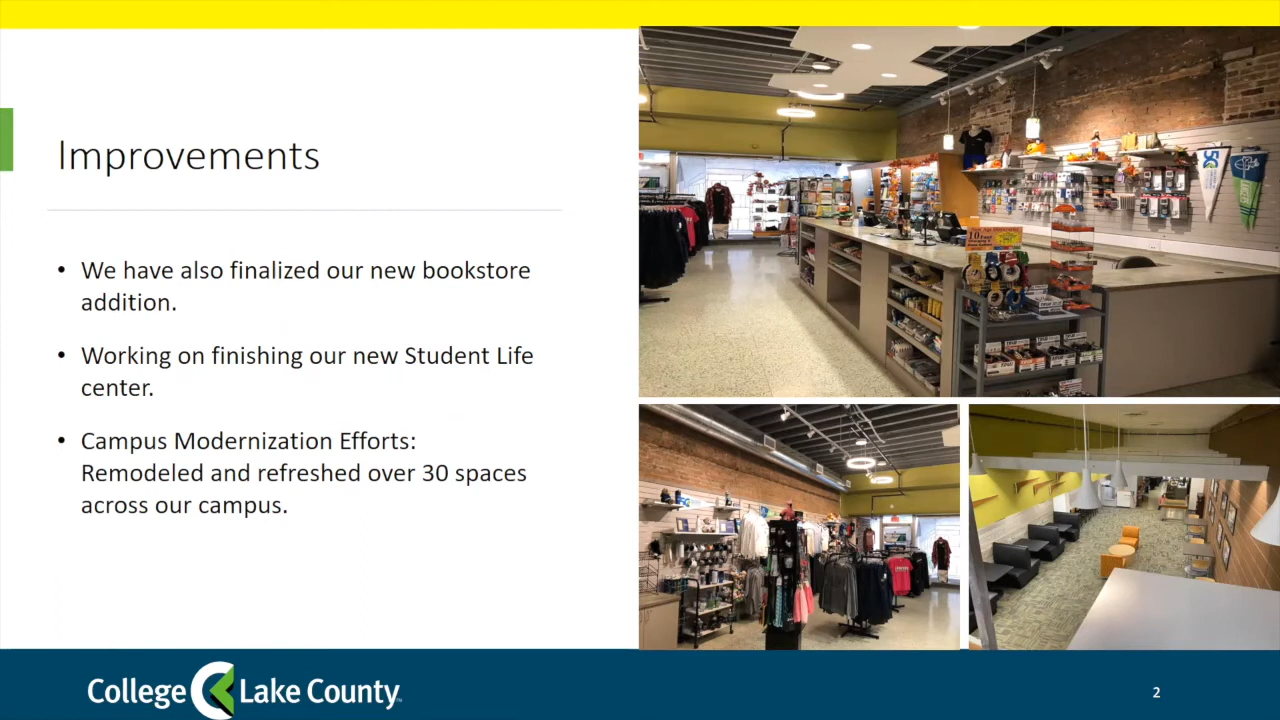 Improvements
• We have also finalized our new bookstore
addition.
• Working on finishing our new Student Life
center.
• Campus Modernization Efforts:
Remodeled and refreshed over 30 spaces
across our campus.
College Lake County
2